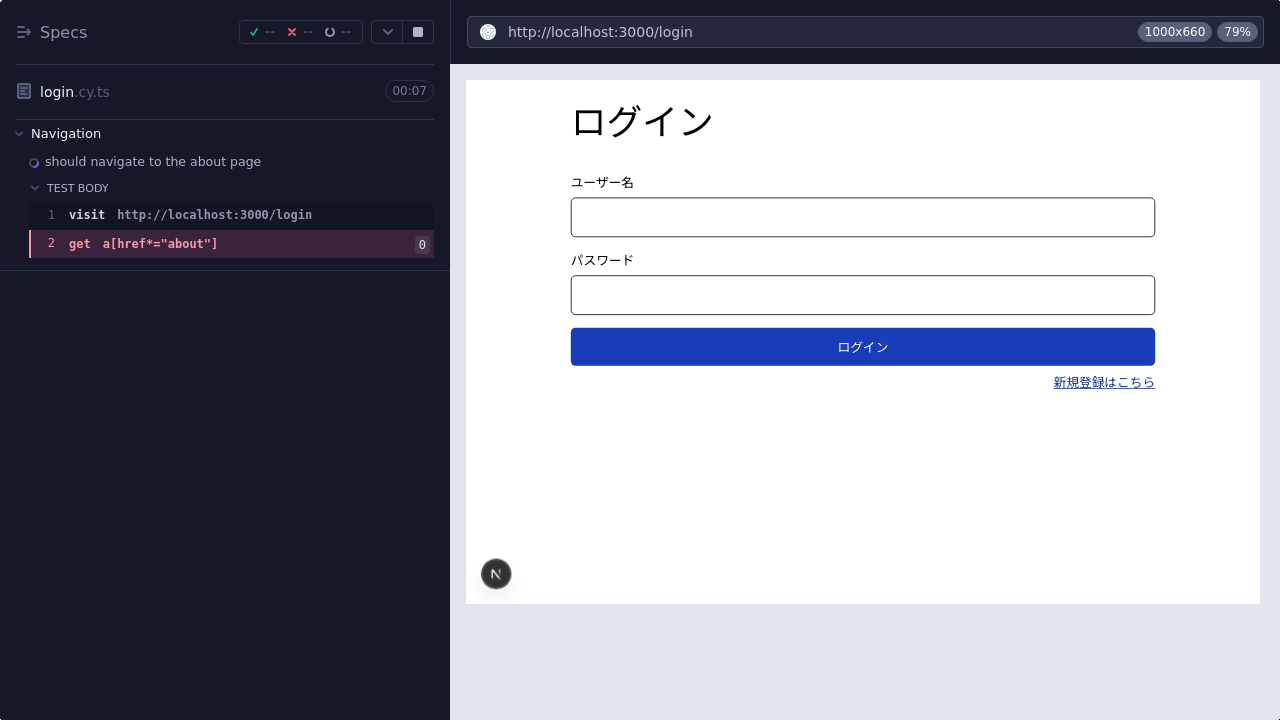 Specs
-- -- --
login.cy.ts
00:07
Navigation
should navigate to the about page
TEST BODY
1 visit http://localhost:3000/login
2 get a[href*="about"] 0
http://localhost:3000/login
1000x660
79%
ログイン
ユーザー名
パスワード
ログイン
新規登録はこちら
N